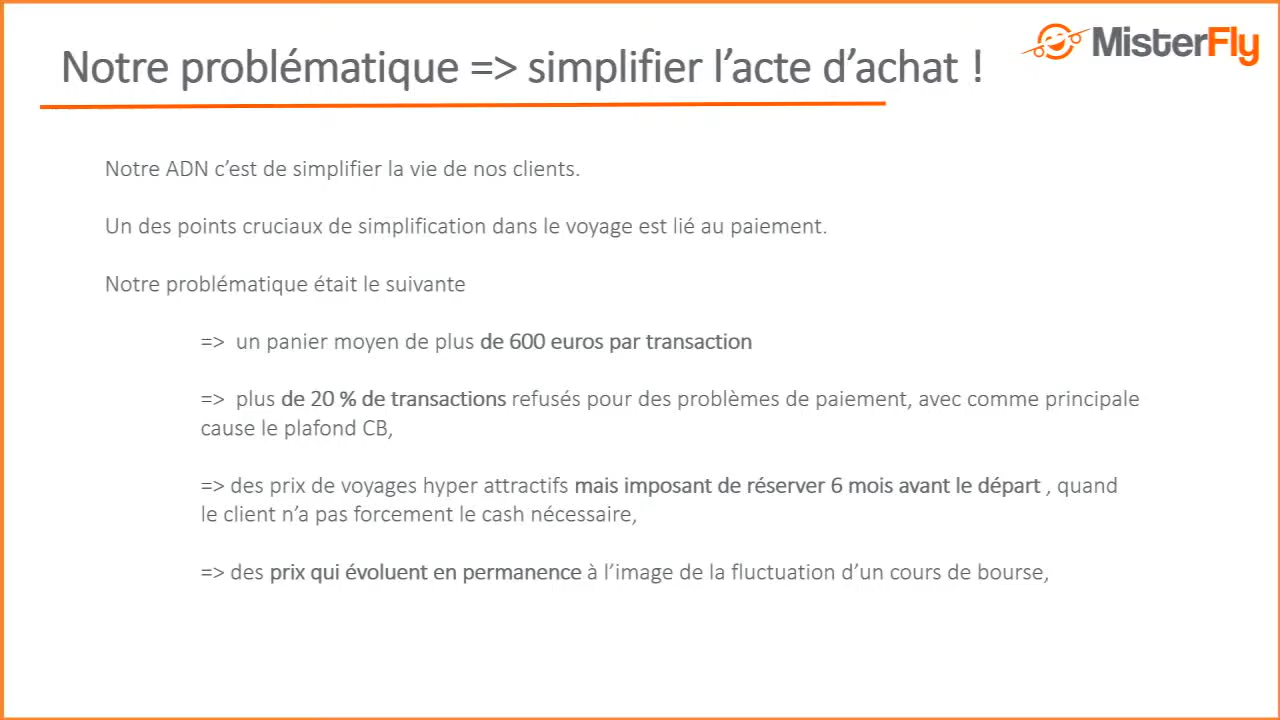 Notre problématique => simplifier l’acte d’achat !
MisterFly
Notre ADN c’est de simplifier la vie de nos clients.
Un des points cruciaux de simplification dans le voyage est lié au paiement.
Notre problématique était le suivante
=> un panier moyen de plus de 600 euros par transaction
=> plus de 20 % de transactions refusés pour des problèmes de paiement, avec comme principale
cause le plafond CB,
=> des prix de voyages hyper attractifs mais imposant de réserver 6 mois avant le départ , quand
le client n’a pas forcement le cash nécessaire,
=> des prix qui évoluent en permanence à l’image de la fluctuation d’un cours de bourse,